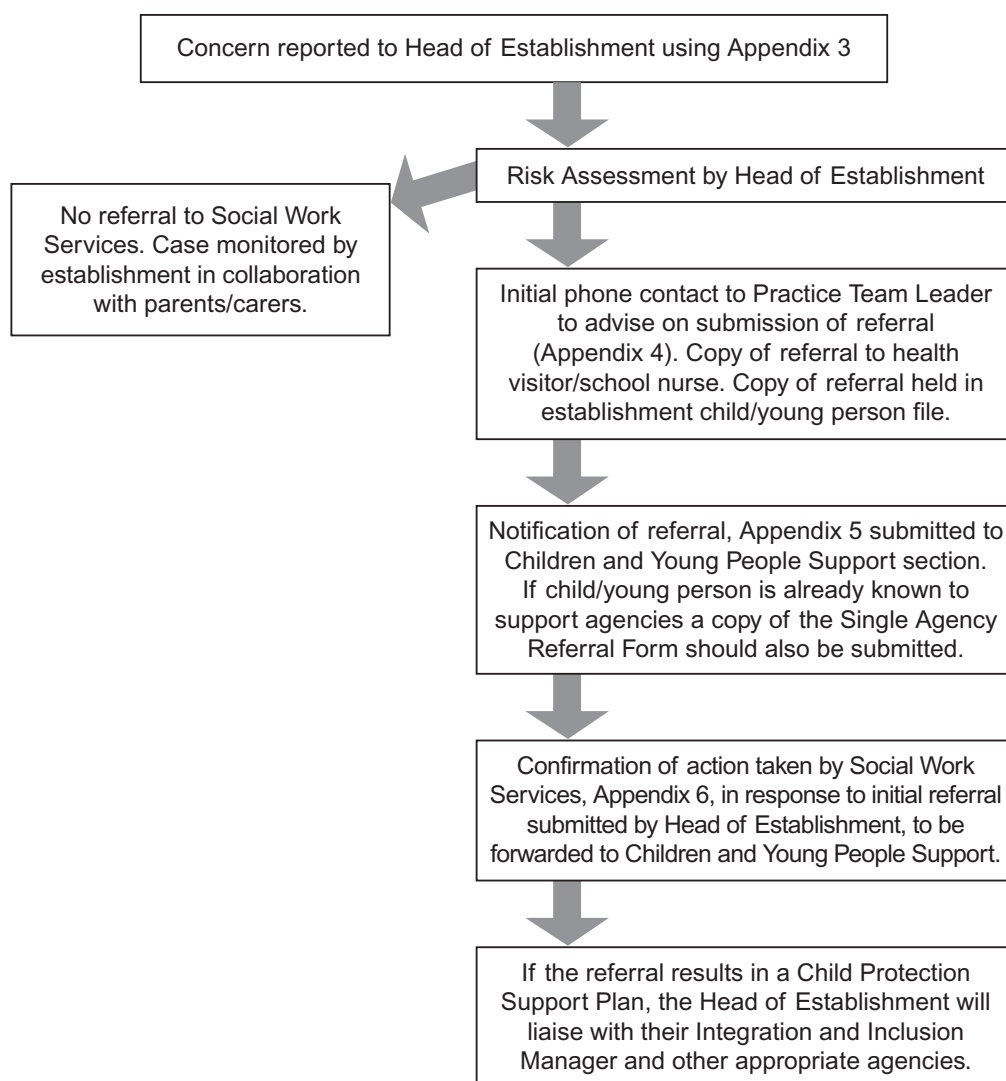 Concern reported to Head of Establishment using Appendix 3
Risk Assessment by Head of Establishment
No referral to Social Work
Services. Case monitored by
establishment in collaboration
with parents/carers.
Initial phone contact to Practice Team Leader
to advise on submission of referral
(Appendix 4). Copy of referral to health
visitor/school nurse. Copy of referral held in
establishment child/young person file.
Notification of referral, Appendix 5 submitted to
Children and Young People Support section.
If child/young person is already known to
support agencies a copy of the Single Agency
Referral Form should also be submitted.
Confirmation of action taken by Social Work
Services, Appendix 6, in response to initial referral
submitted by Head of Establishment, to be
forwarded to Children and Young People Support.
If the referral results in a Child Protection
Support Plan, the Head of Establishment will
liaise with their Integration and Inclusion
Manager and other appropriate agencies.